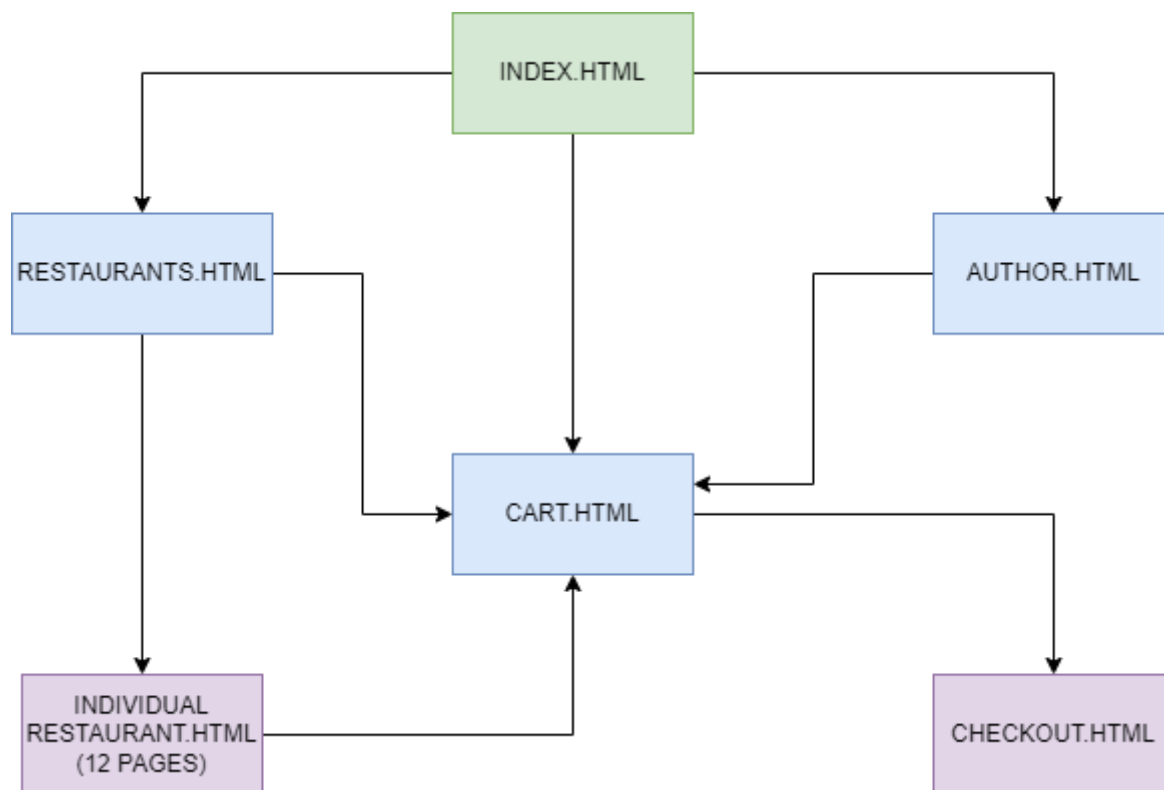 INDEX.HTML
RESTAURANTS.HTML
AUTHOR.HTML
CART.HTML
INDIVIDUAL
RESTAURANT.HTML
(12 PAGES)
CHECKOUT.HTML